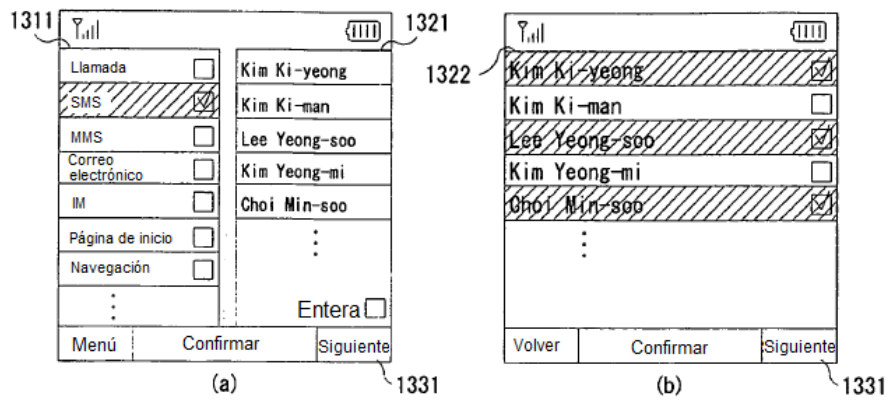 1311
Llamada
SMS
MMS
Correo
electrónico
IM
Página de inicio
Navegación
1321
Kim Ki-yeong
Kim Ki-man
Lee Yeong-soo
Kim Yeong-mi
Choi Min-soo
Entera
Menú Confirmar Siguiente
1331
(a)
1322
Kim Ki-yeong
Kim Ki-man
Lee Yeong-soo
Kim Yeong-mi
Choi Min-soo
Volver Confirmar Siguiente
1331
(b)